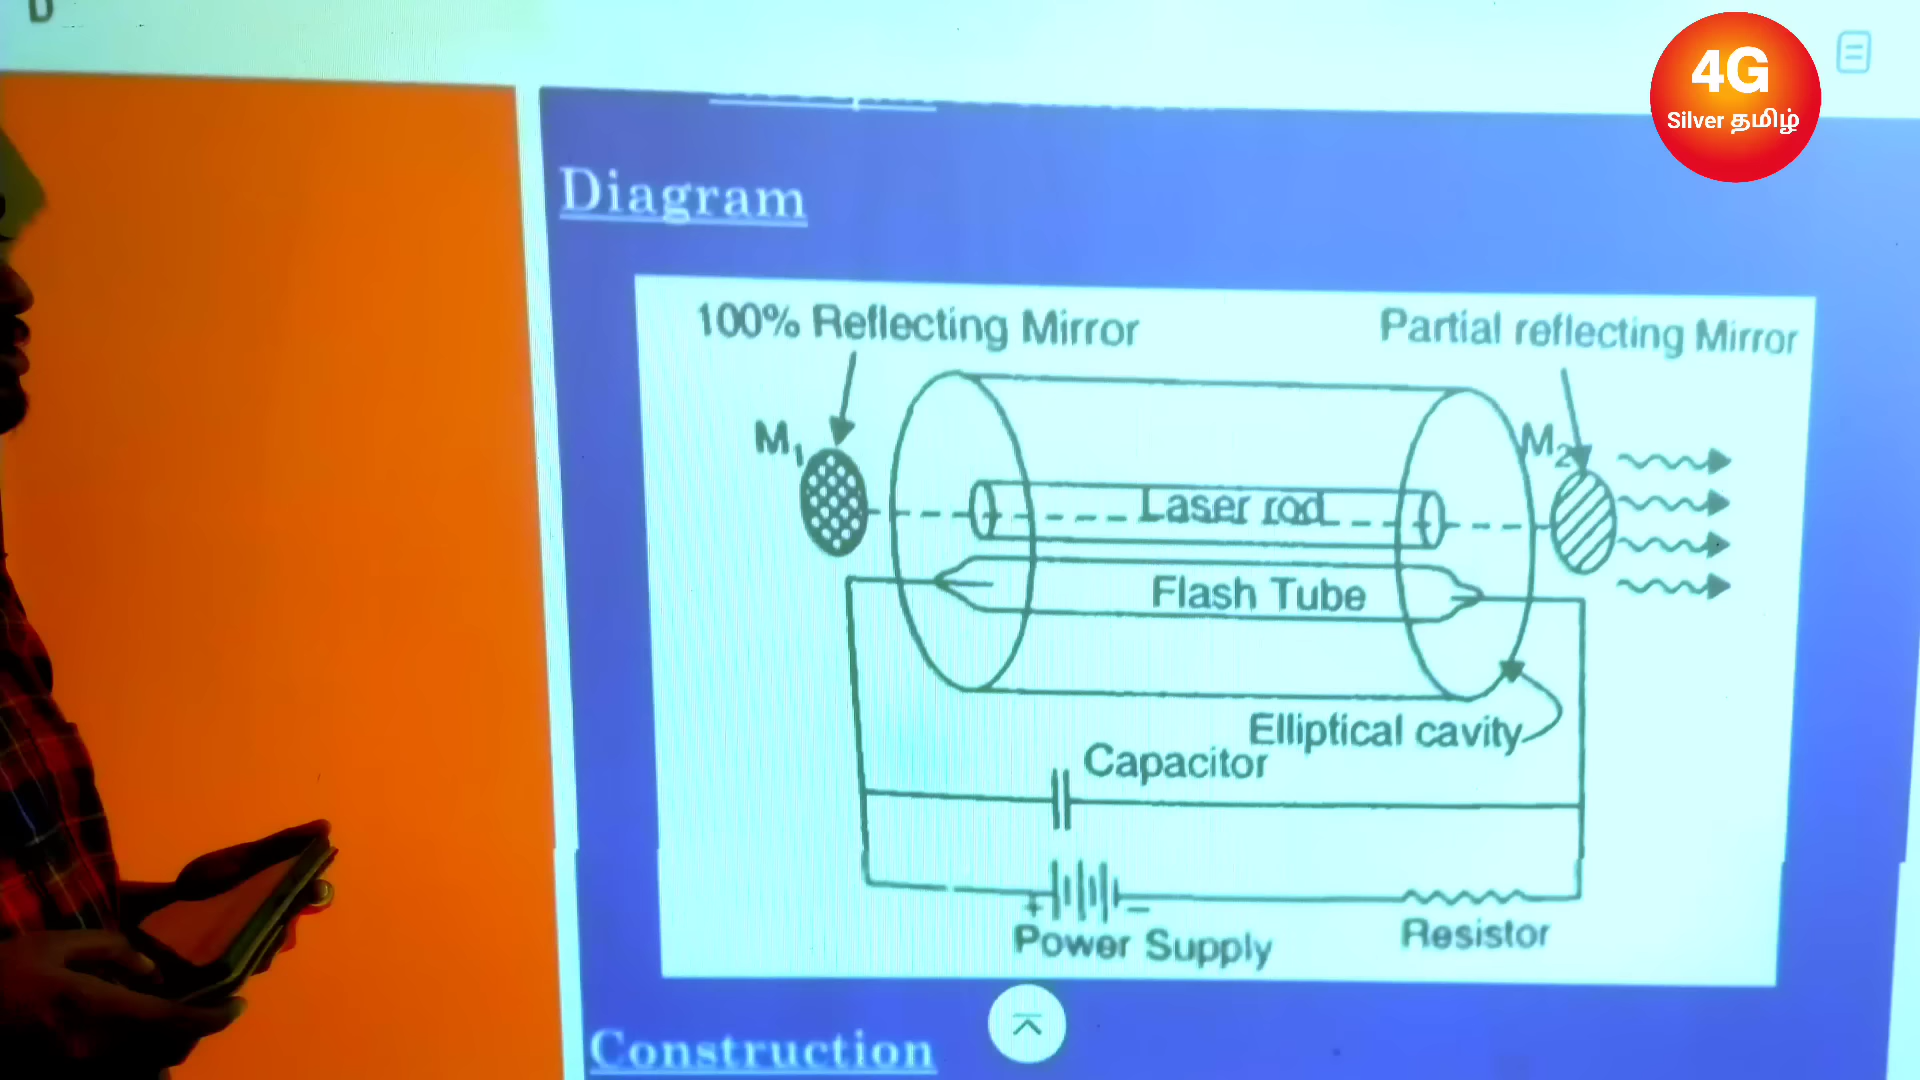 D
4G
Silver தமிழ்
Diagram
100% Reflecting Mirror
Partial reflecting Mirror
M1
M2
Laser rod
Flash Tube
Elliptical cavity
Capacitor
+
−
Power Supply
Resistor
Construction